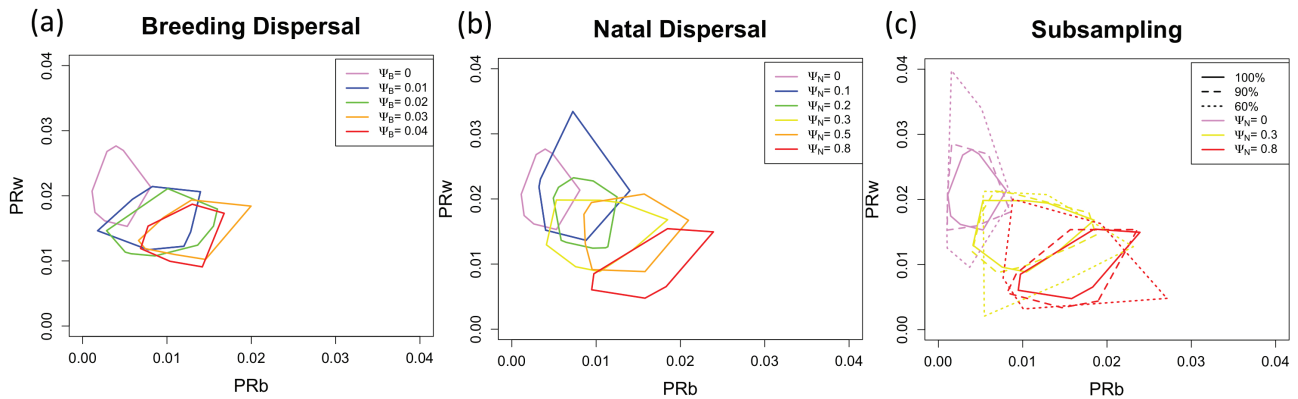 (a) Breeding Dispersal
ΨB= 0
ΨB= 0.01
ΨB= 0.02
ΨB= 0.03
ΨB= 0.04
PRw
0.00 0.01 0.02 0.03 0.04
0.00 0.01 0.02 0.03 0.04
PRb
(b) Natal Dispersal
ΨN= 0
ΨN= 0.1
ΨN= 0.2
ΨN= 0.3
ΨN= 0.5
ΨN= 0.8
PRw
0.00 0.01 0.02 0.03 0.04
0.00 0.01 0.02 0.03 0.04
PRb
(c) Subsampling
100%
90%
60%
ΨN= 0
ΨN= 0.3
ΨN= 0.8
PRw
0.00 0.01 0.02 0.03 0.04
0.00 0.01 0.02 0.03 0.04
PRb